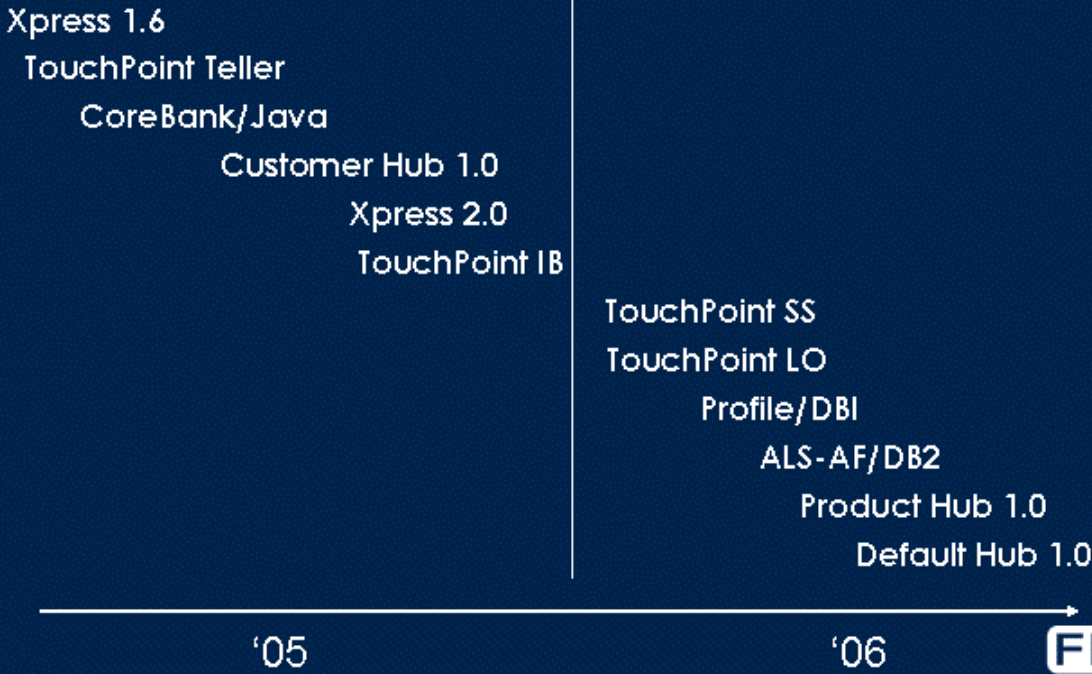 Xpress 1.6
TouchPoint Teller
CoreBank/Java
Customer Hub 1.0
Xpress 2.0
TouchPoint IB
TouchPoint SS
TouchPoint LO
Profile/DBI
ALS-AF/DB2
Product Hub 1.0
Default Hub 1.0
‘05
‘06